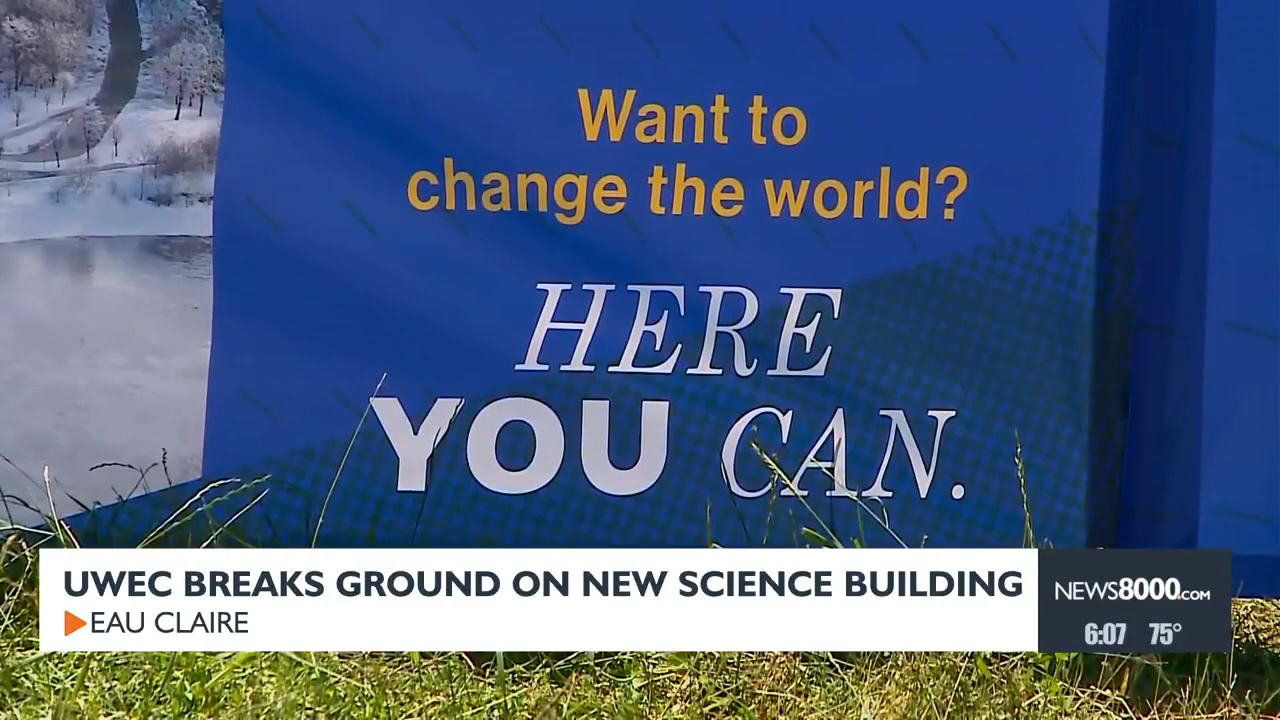 Want to
change the world?
HERE
YOU CAN.
UWEC BREAKS GROUND ON NEW SCIENCE BUILDING
EAU CLAIRE
NEWS8000.COM
6:07 75°